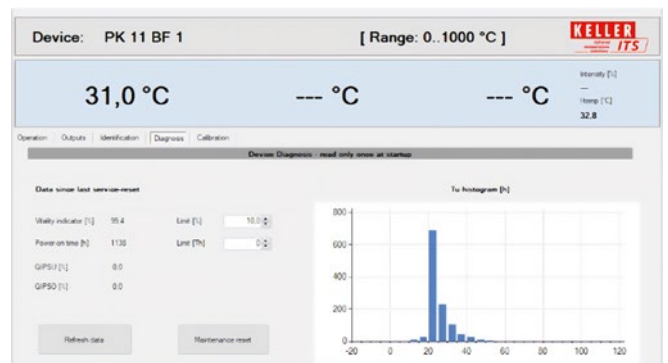 Device: PK 11 BF 1 [ Range: 0..1000 °C ] KELLER
ITS
31,0 °C --- °C --- °C
Intensity [%]
---
Htemp [°C]
32,8
Operation Outputs Identification Diagnosis Calibration
Device Diagnosis - read only once at startup
Data since last service-reset
Tu histogram [h]
Vitality indicator [%] 99.4 Limit [%] 10,0
Power on time [h] 1138 Limit [Th] 0
QIPSU [%] 0.0
QIPSO [%] 0.0
Refresh data Maintenance reset
800
600
400
200
0
-20 0 20 40 60 80 100 120